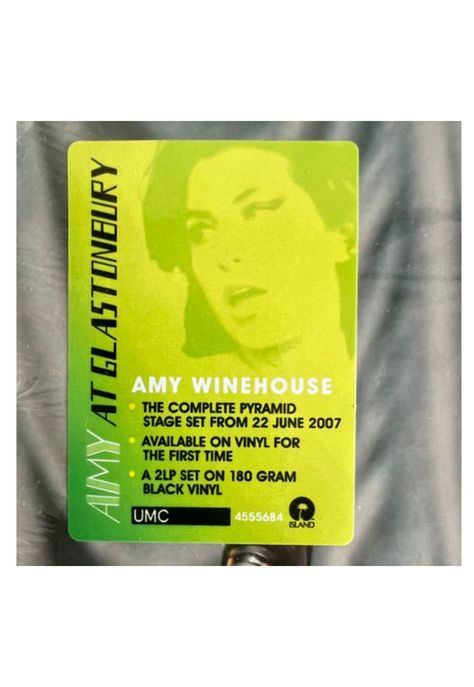 AMY AT GLASTONBURY
AMY WINEHOUSE
• THE COMPLETE PYRAMID
STAGE SET FROM 22 JUNE 2007
• AVAILABLE ON VINYL FOR
THE FIRST TIME
• A 2LP SET ON 180 GRAM
BLACK VINYL
UMC 4555684
ISLAND